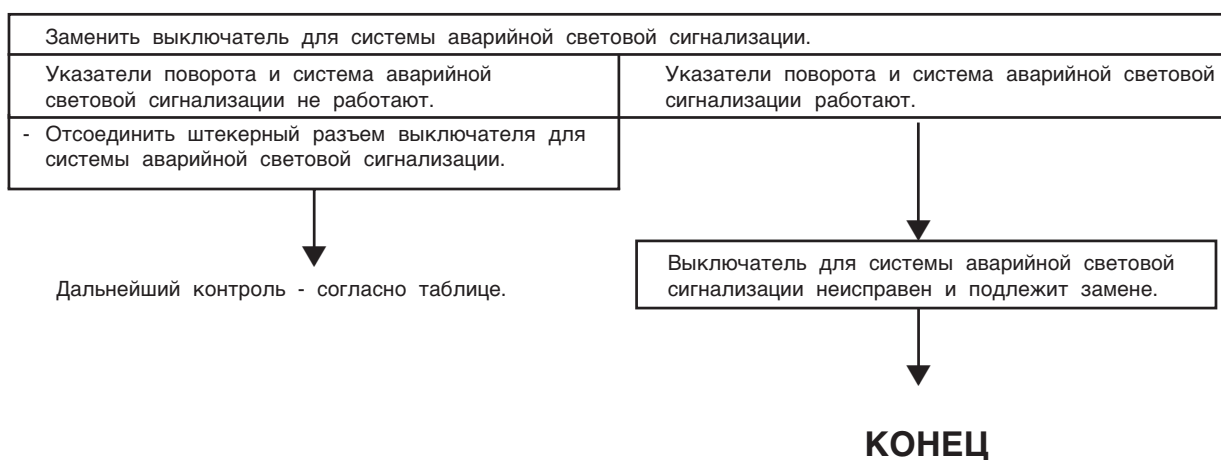 Заменить выключатель для системы аварийной световой сигнализации.
Указатели поворота и система аварийной
световой сигнализации не работают.
Указатели поворота и система аварийной световой
сигнализации работают.
- Отсоединить штекерный разъем выключателя для
системы аварийной световой сигнализации.
Дальнейший контроль - согласно таблице.
Выключатель для системы аварийной световой
сигнализации неисправен и подлежит замене.
КОНЕЦ